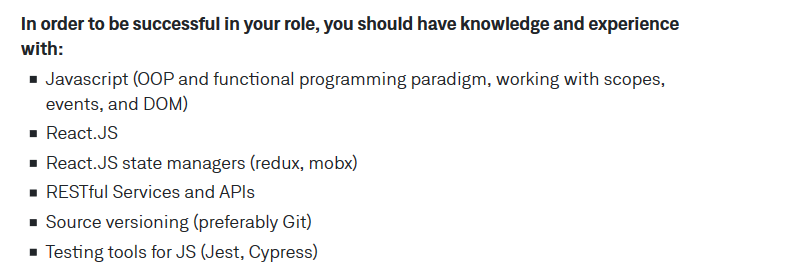 In order to be successful in your role, you should have knowledge and experience
with:
▪ Javascript (OOP and functional programming paradigm, working with scopes,
events, and DOM)
▪ React.JS
▪ React.JS state managers (redux, mobx)
▪ RESTful Services and APIs
▪ Source versioning (preferably Git)
▪ Testing tools for JS (Jest, Cypress)